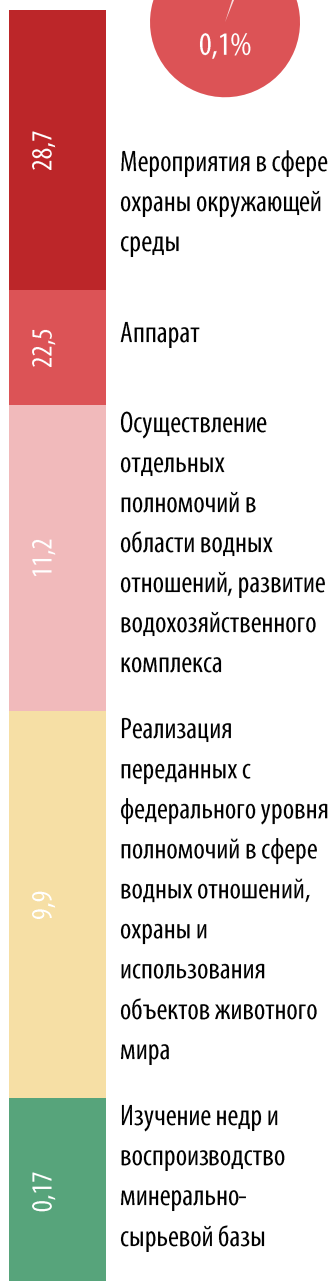 0,1%
28,7
Мероприятия в сфере
охраны окружающей
среды
22,5
Аппарат
11,2
Осуществление
отдельных
полномочий в
области водных
отношений, развитие
водохозяйственного
комплекса
9,9
Реализация
переданных с
федерального уровня
полномочий в сфере
водных отношений,
охраны и
использования
объектов животного
мира
0,17
Изучение недр и
воспроизводство
минерально-
сырьевой базы